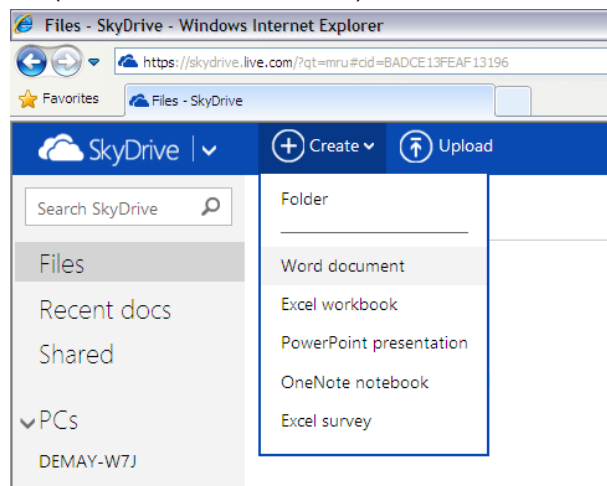 Files - SkyDrive - Windows Internet Explorer
https://skydrive.live.com/?qt=mru#cid=BADCE13FEAF13196
Favorites Files - SkyDrive
SkyDrive Create Upload
Search SkyDrive
Folder
Files
Word document
Recent docs
Excel workbook
Shared
PowerPoint presentation
OneNote notebook
PCs
Excel survey
DEMAY-W7J